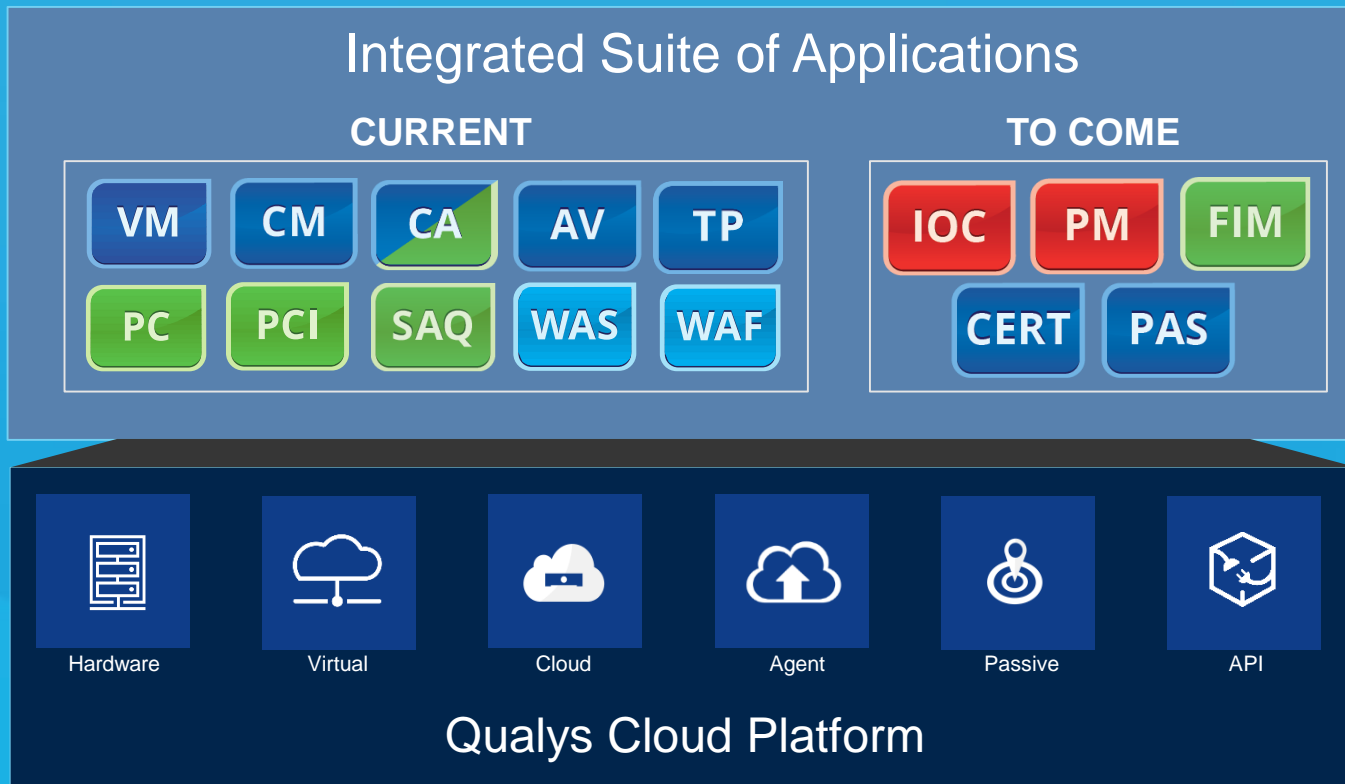 Integrated Suite of Applications
CURRENT
VM CM CA AV TP
PC PCI SAQ WAS WAF
TO COME
IOC PM FIM
CERT PAS
Hardware Virtual Cloud Agent Passive API
Qualys Cloud Platform